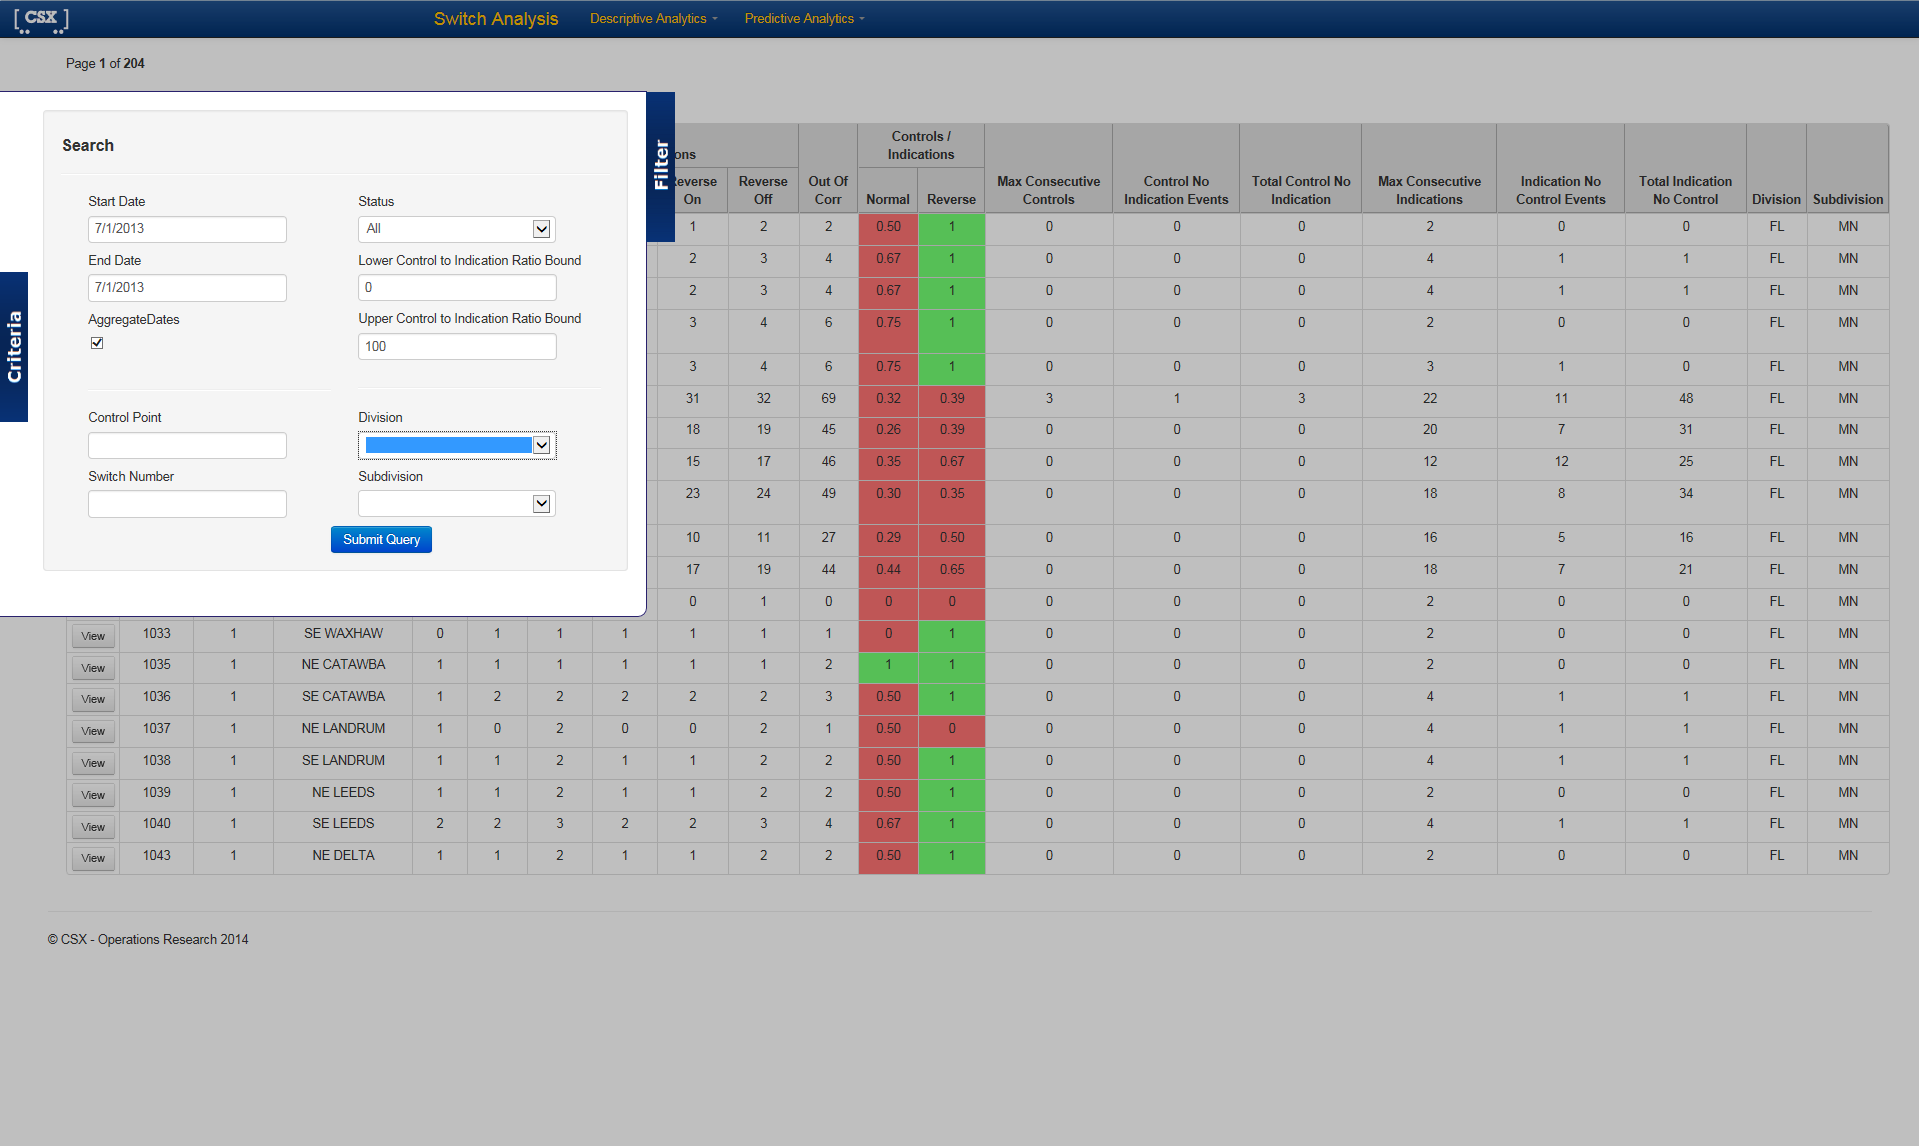 CSX
Switch Analysis Descriptive Analytics Predictive Analytics
Page 1 of 204
Search
Start Date
7/1/2013
End Date
7/1/2013
AggregateDates
Status
All
Lower Control to Indication Ratio Bound
0
Upper Control to Indication Ratio Bound
100
Control Point
Switch Number
Division
Subdivision
Submit Query
Filter
Criteria
ons
Controls /
Indications
Reverse On Reverse Off Out Of Corr Normal Reverse Max Consecutive Controls Control No Indication Events Total Control No Indication Max Consecutive Indications Indication No Control Events Total Indication No Control Division Subdivision
1 2 2 0.50 1 0 0 0 2 0 0 FL MN
2 3 4 0.67 1 0 0 0 4 1 1 FL MN
2 3 4 0.67 1 0 0 0 4 1 1 FL MN
3 4 6 0.75 1 0 0 0 2 0 0 FL MN
3 4 6 0.75 1 0 0 0 3 1 0 FL MN
31 32 69 0.32 0.39 3 1 3 22 11 48 FL MN
18 19 45 0.26 0.39 0 0 0 20 7 31 FL MN
15 17 46 0.35 0.67 0 0 0 12 12 25 FL MN
23 24 49 0.30 0.35 0 0 0 18 8 34 FL MN
10 11 27 0.29 0.50 0 0 0 16 5 16 FL MN
17 19 44 0.44 0.65 0 0 0 18 7 21 FL MN
0 1 0 0 0 0 0 0 2 0 0 FL MN
View 1033 1 SE WAXHAW 0 1 1 1 1 1 1 0 1 0 0 0 2 0 0 FL MN
View 1035 1 NE CATAWBA 1 1 1 1 1 1 2 1 1 0 0 0 2 0 0 FL MN
View 1036 1 SE CATAWBA 1 2 2 2 2 2 3 0.50 1 0 0 0 4 1 1 FL MN
View 1037 1 NE LANDRUM 1 0 2 0 0 2 1 0.50 0 0 0 0 4 1 1 FL MN
View 1038 1 SE LANDRUM 1 1 2 1 1 2 2 0.50 1 0 0 0 4 1 1 FL MN
View 1039 1 NE LEEDS 1 1 2 1 1 2 2 0.50 1 0 0 0 2 0 0 FL MN
View 1040 1 SE LEEDS 2 2 3 2 2 3 4 0.67 1 0 0 0 4 1 1 FL MN
View 1043 1 NE DELTA 1 1 2 1 1 2 2 0.50 1 0 0 0 2 0 0 FL MN
© CSX - Operations Research 2014